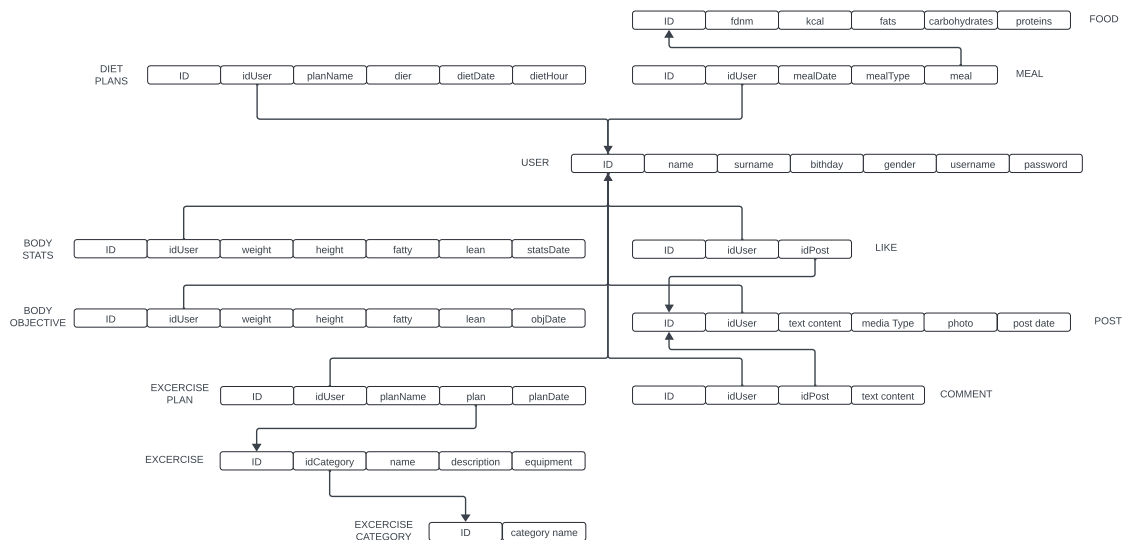 ID fdnm kcal fats carbohydrates proteins FOOD
DIET
PLANS
ID idUser planName dier dietDate dietHour
ID idUser mealDate mealType meal MEAL
USER ID name surname bithday gender username password
BODY
STATS
ID idUser weight height fatty lean statsDate
ID idUser idPost LIKE
BODY
OBJECTIVE
ID idUser weight height fatty lean objDate
ID idUser text content media Type photo post date POST
EXCERCISE
PLAN
ID idUser planName plan planDate
ID idUser idPost text content COMMENT
EXCERCISE ID idCategory name description equipment
EXCERCISE
CATEGORY
ID category name